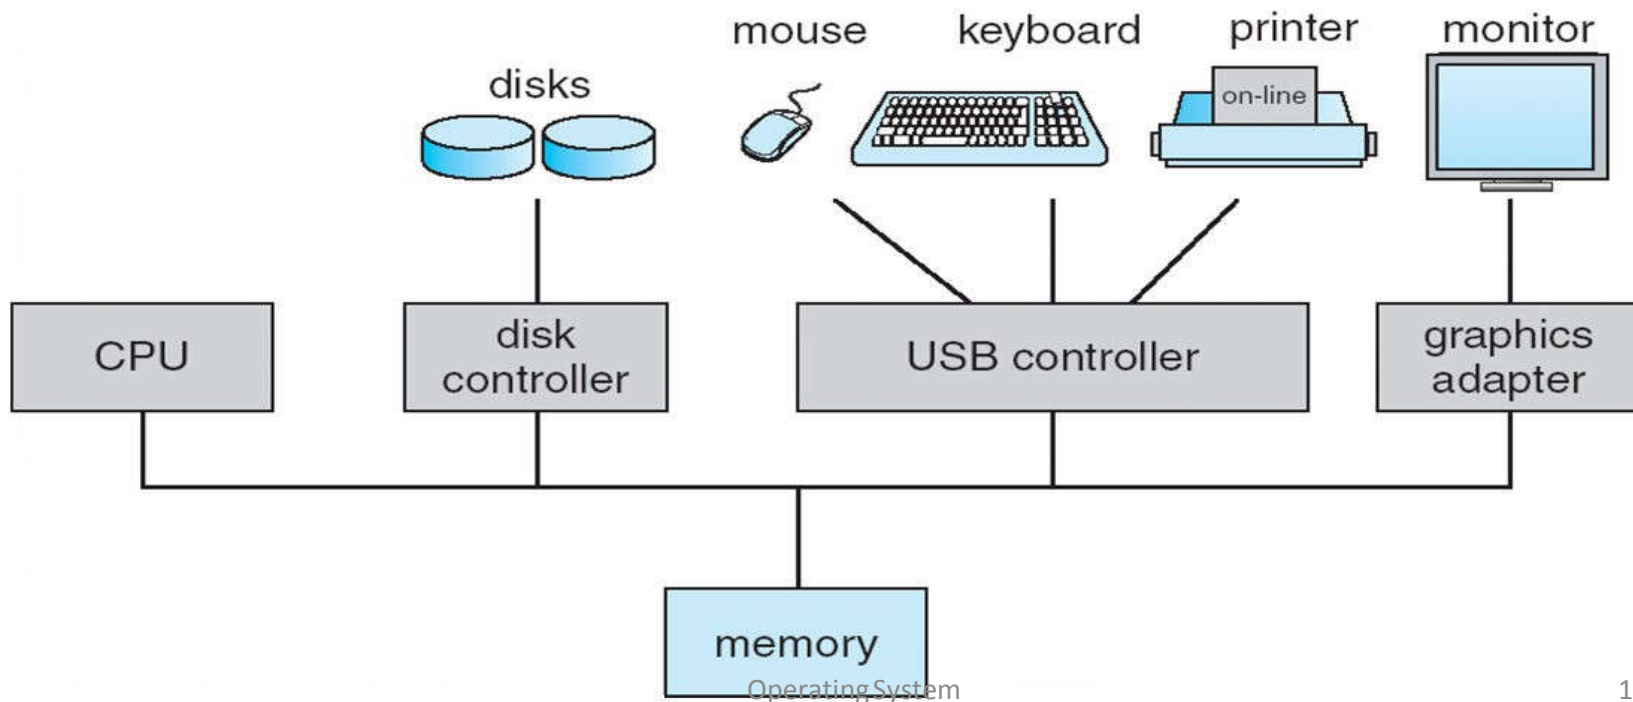 mouse
keyboard
printer
monitor
disks
on-line
CPU
disk
controller
USB controller
graphics
adapter
memory
Operating System
1